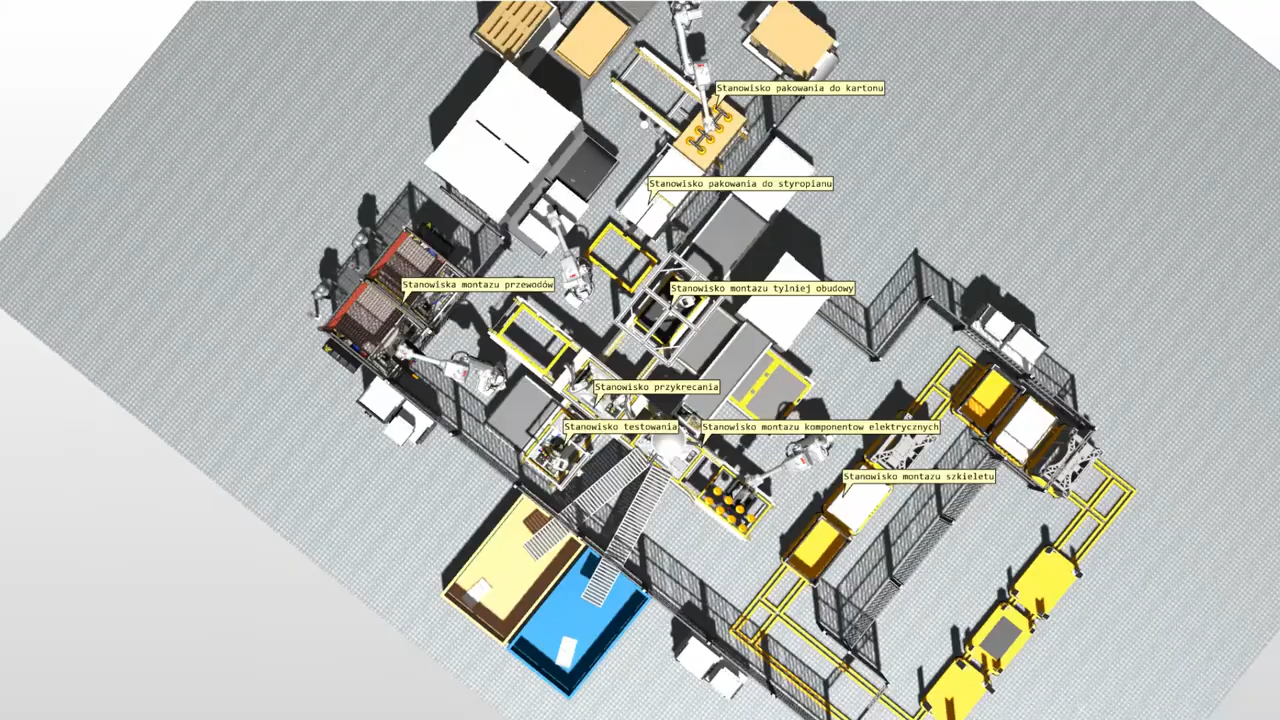 Stanowisko pakowania do kartonu
Stanowisko pakowania do styropianu
Stanowiska montazu przewodów
Stanowisko montazu tylniej obudowy
Stanowisko przykrecania
Stanowisko testowania
Stanowisko montazu komponentow elektrycznych
Stanowisko montazu szkieletu